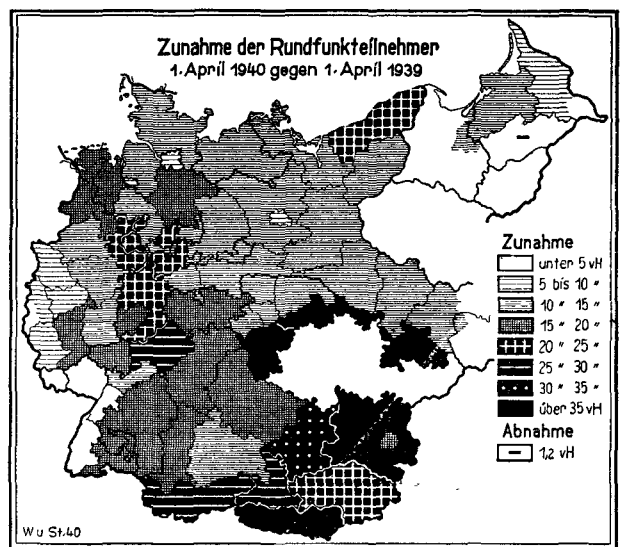 Zunahme der Rundfunkteilnehmer
1. April 1940 gegen 1. April 1939
Zunahme
unter 5 vH
5 bis 10 "
10 " 15 "
15 " 20 "
20 " 25 "
25 " 30 "
30 " 35 "
über 35 vH
Abnahme
1,2 vH
W u St. 40